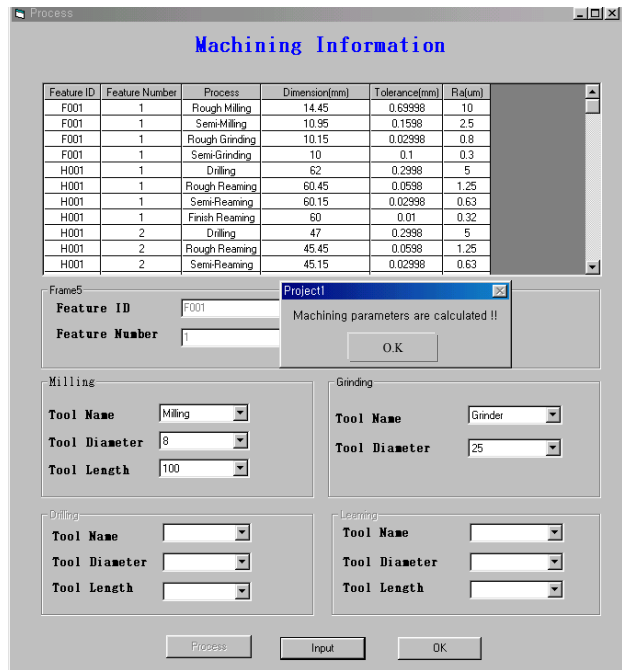 Process
Machining Information
Feature ID Feature Number Process Dimension(mm) Tolerance(mm) Ra(um)
F001 1 Rough Milling 14.45 0.69998 10
F001 1 Semi-Milling 10.95 0.1598 2.5
F001 1 Rough Grinding 10.15 0.02998 0.8
F001 1 Semi-Grinding 10 0.1 0.3
H001 1 Drilling 62 0.2998 5
H001 1 Rough Reaming 60.45 0.0598 1.25
H001 1 Semi-Reaming 60.15 0.02998 0.63
H001 1 Finish Reaming 60 0.01 0.32
H001 2 Drilling 47 0.2998 5
H001 2 Rough Reaming 45.45 0.0598 1.25
H001 2 Semi-Reaming 45.15 0.02998 0.63
Frame5
Feature ID F001
Feature Number 1
Project1
Machining parameters are calculated !!
O.K
Milling
Tool Name Milling
Tool Diameter 8
Tool Length 100
Grinding
Tool Name Grinder
Tool Diameter 25
Drilling
Tool Name
Tool Diameter
Tool Length
Learning
Tool Name
Tool Diameter
Tool Length
Process Input OK